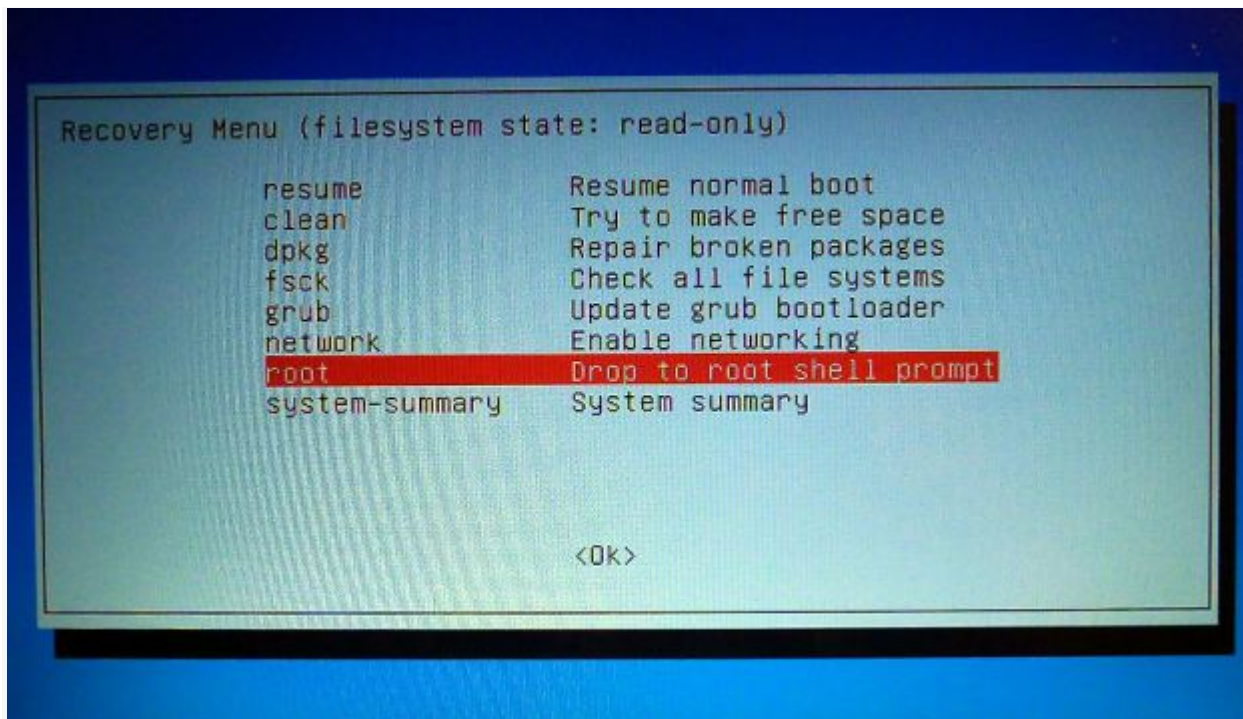 Recovery Menu (filesystem state: read-only)
resume Resume normal boot
clean Try to make free space
dpkg Repair broken packages
fsck Check all file systems
grub Update grub bootloader
network Enable networking
root Drop to root shell prompt
system-summary System summary
<Ok>